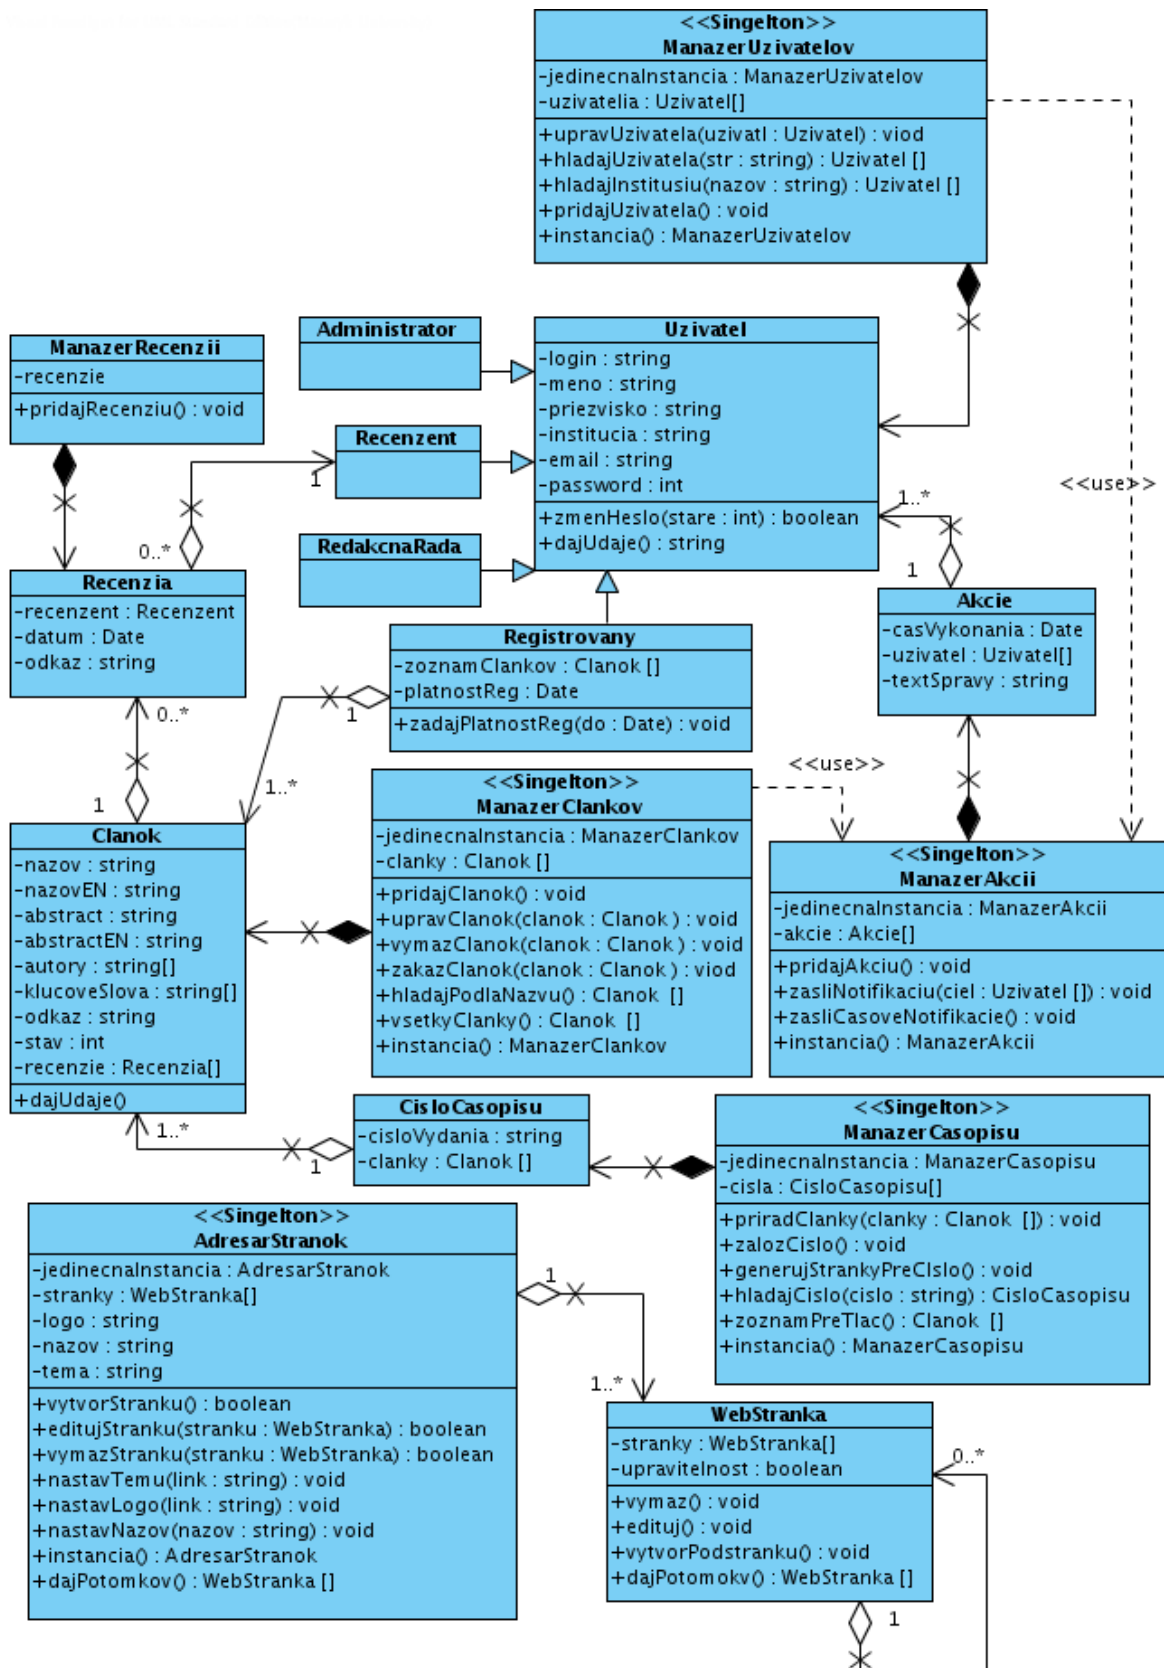 <<Singelton>>
ManazerUzivatelov
-jedinecnaInstancia : ManazerUzivatelov
-uzivatelia : Uzivatel[]
+upravUzivatela(uzivatl : Uzivatel) : viod
+hladajUzivatela(str : string) : Uzivatel []
+hladajInstitusiu(nazov : string) : Uzivatel []
+pridajUzivatela() : void
+instancia() : ManazerUzivatelov
Administrator
Uzivatel
-login : string
-meno : string
-priezvisko : string
-institucia : string
-email : string
-password : int
+zmenHeslo(stare : int) : boolean
+dajUdaje() : string
ManazerRecenzii
-recenzie
+pridajRecenziu() : void
Recenzent
1
<<use>>
1..*
RedakcnaRada
0..*
1
Recenzia
-recenzent : Recenzent
-datum : Date
-odkaz : string
Akcie
-casVykonania : Date
-uzivatel : Uzivatel[]
-textSpravy : string
Registrovany
-zoznamClankov : Clanok []
-platnostReg : Date
+zadajPlatnostReg(do : Date) : void
1
0..*
1..*
1
<<use>>
<<Singelton>>
ManazerClankov
-jedinecnaInstancia : ManazerClankov
-clanky : Clanok []
+pridajClanok() : void
+upravClanok(clanok : Clanok) : void
+vymazClanok(clanok : Clanok) : void
+zakazClanok(clanok : Clanok) : viod
+hladajPodlaNazvu() : Clanok []
+vsetkyClanky() : Clanok []
+instancia() : ManazerClankov
Clanok
-nazov : string
-nazovEN : string
-abstract : string
-abstractEN : string
-autory : string[]
-klucoveSlova : string[]
-odkaz : string
-stav : int
-recenzie : Recenzia[]
+dajUdaje()
<<Singelton>>
ManazerAkcii
-jedinecnaInstancia : ManazerAkcii
-akcie : Akcie[]
+pridajAkciu() : void
+zasliNotifikaciu(ciel : Uzivatel []) : void
+zasliCasoveNotifikacie() : void
+instancia() : ManazerAkcii
1..*
1
CisloCasopisu
-cisloVydania : string
-clanky : Clanok []
<<Singelton>>
ManazerCasopisu
-jedinecnaInstancia : ManazerCasopisu
-cisla : CisloCasopisu[]
+priradClanky(clanky : Clanok []) : void
+zalozCislo() : void
+generujStrankyPreCIslo() : void
+hladajCislo(cislo : string) : CisloCasopisu
+zoznamPreTlac() : Clanok []
+instancia() : ManazerCasopisu
<<Singelton>>
AdresarStranok
-jedinecnaInstancia : AdresarStranok
-stranky : WebStranka[]
-logo : string
-nazov : string
-tema : string
+vytvorStranku() : boolean
+editujStranku(stranku : WebStranka) : boolean
+vymazStranku(stranku : WebStranka) : boolean
+nastavTemu(link : string) : void
+nastavLogo(link : string) : void
+nastavNazov(nazov : string) : void
+instancia() : AdresarStranok
+dajPotomkov() : WebStranka []
1
1..*
WebStranka
-stranky : WebStranka[]
-upravitelnost : boolean
+vymaz() : void
+edituj() : void
+vytvorPodstranku() : void
+dajPotomokv() : WebStranka []
0..*
1